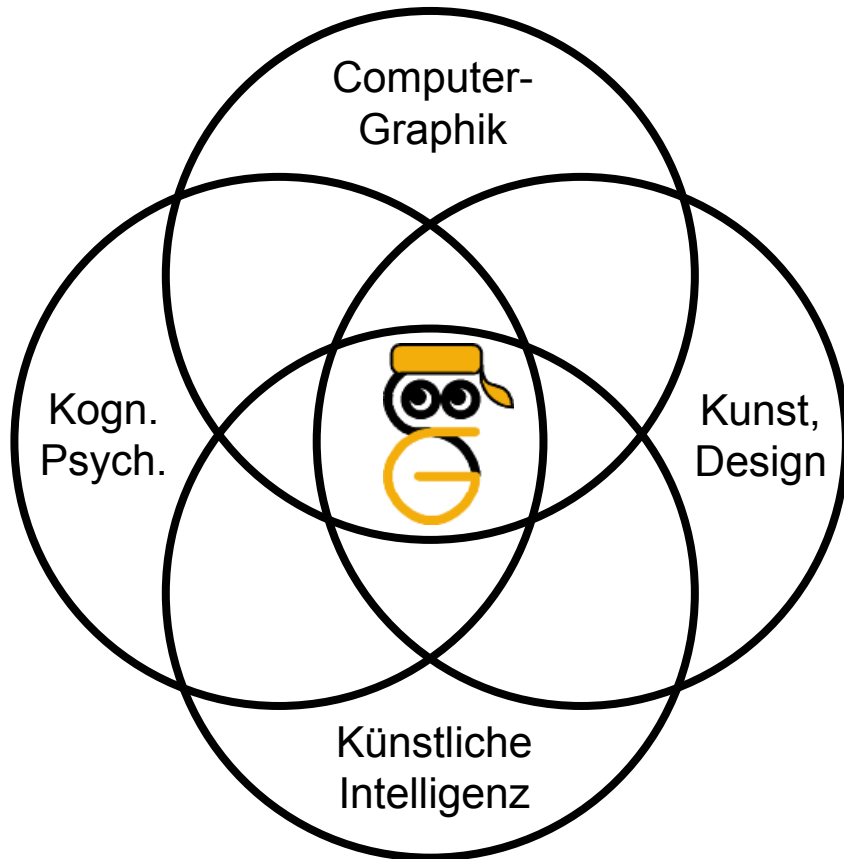 Computer-
Graphik
Kogn.
Psych.
Kunst,
Design
Künstliche
Intelligenz